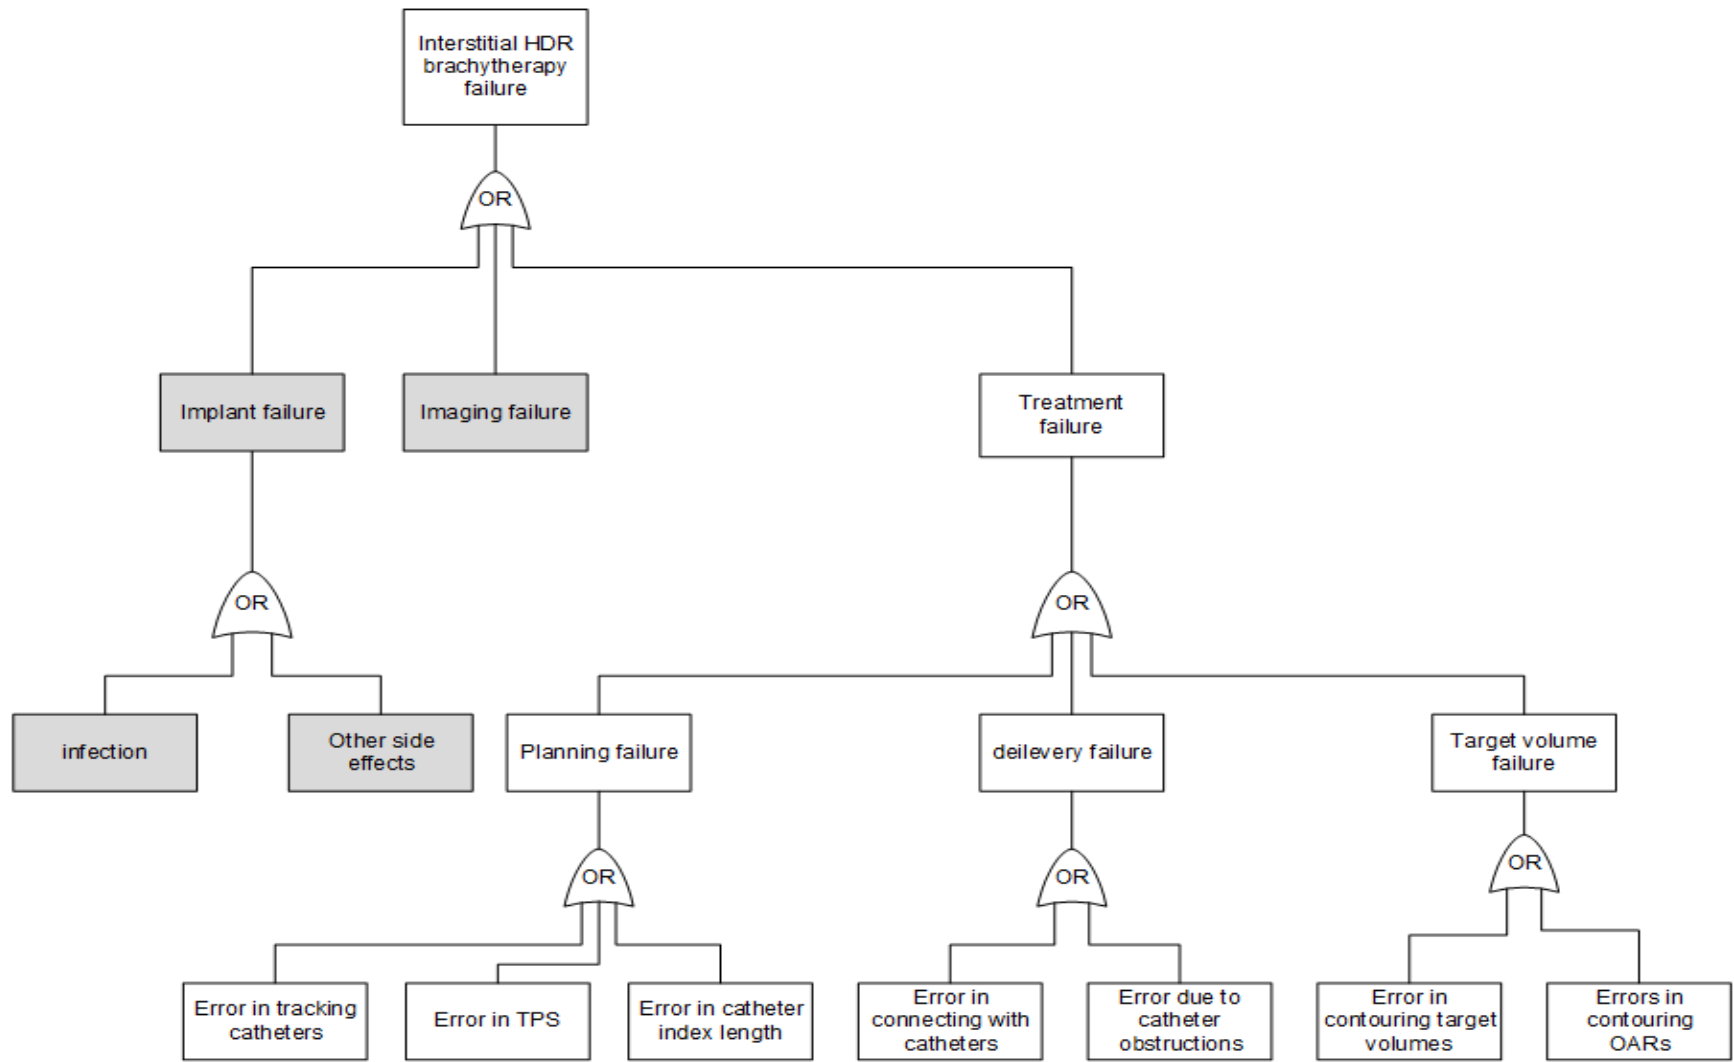 Interstitial HDR
brachytherapy
failure
OR
Implant failure
Imaging failure
Treatment
failure
OR
OR
infection
Other side
effects
Planning failure
deilevery failure
Target volume
failure
OR
OR
OR
Error in tracking
catheters
Error in TPS
Error in catheter
index length
Error in
connecting with
catheters
Error due to
catheter
obstructions
Error in
contouring target
volumes
Errors in
contouring
OARs